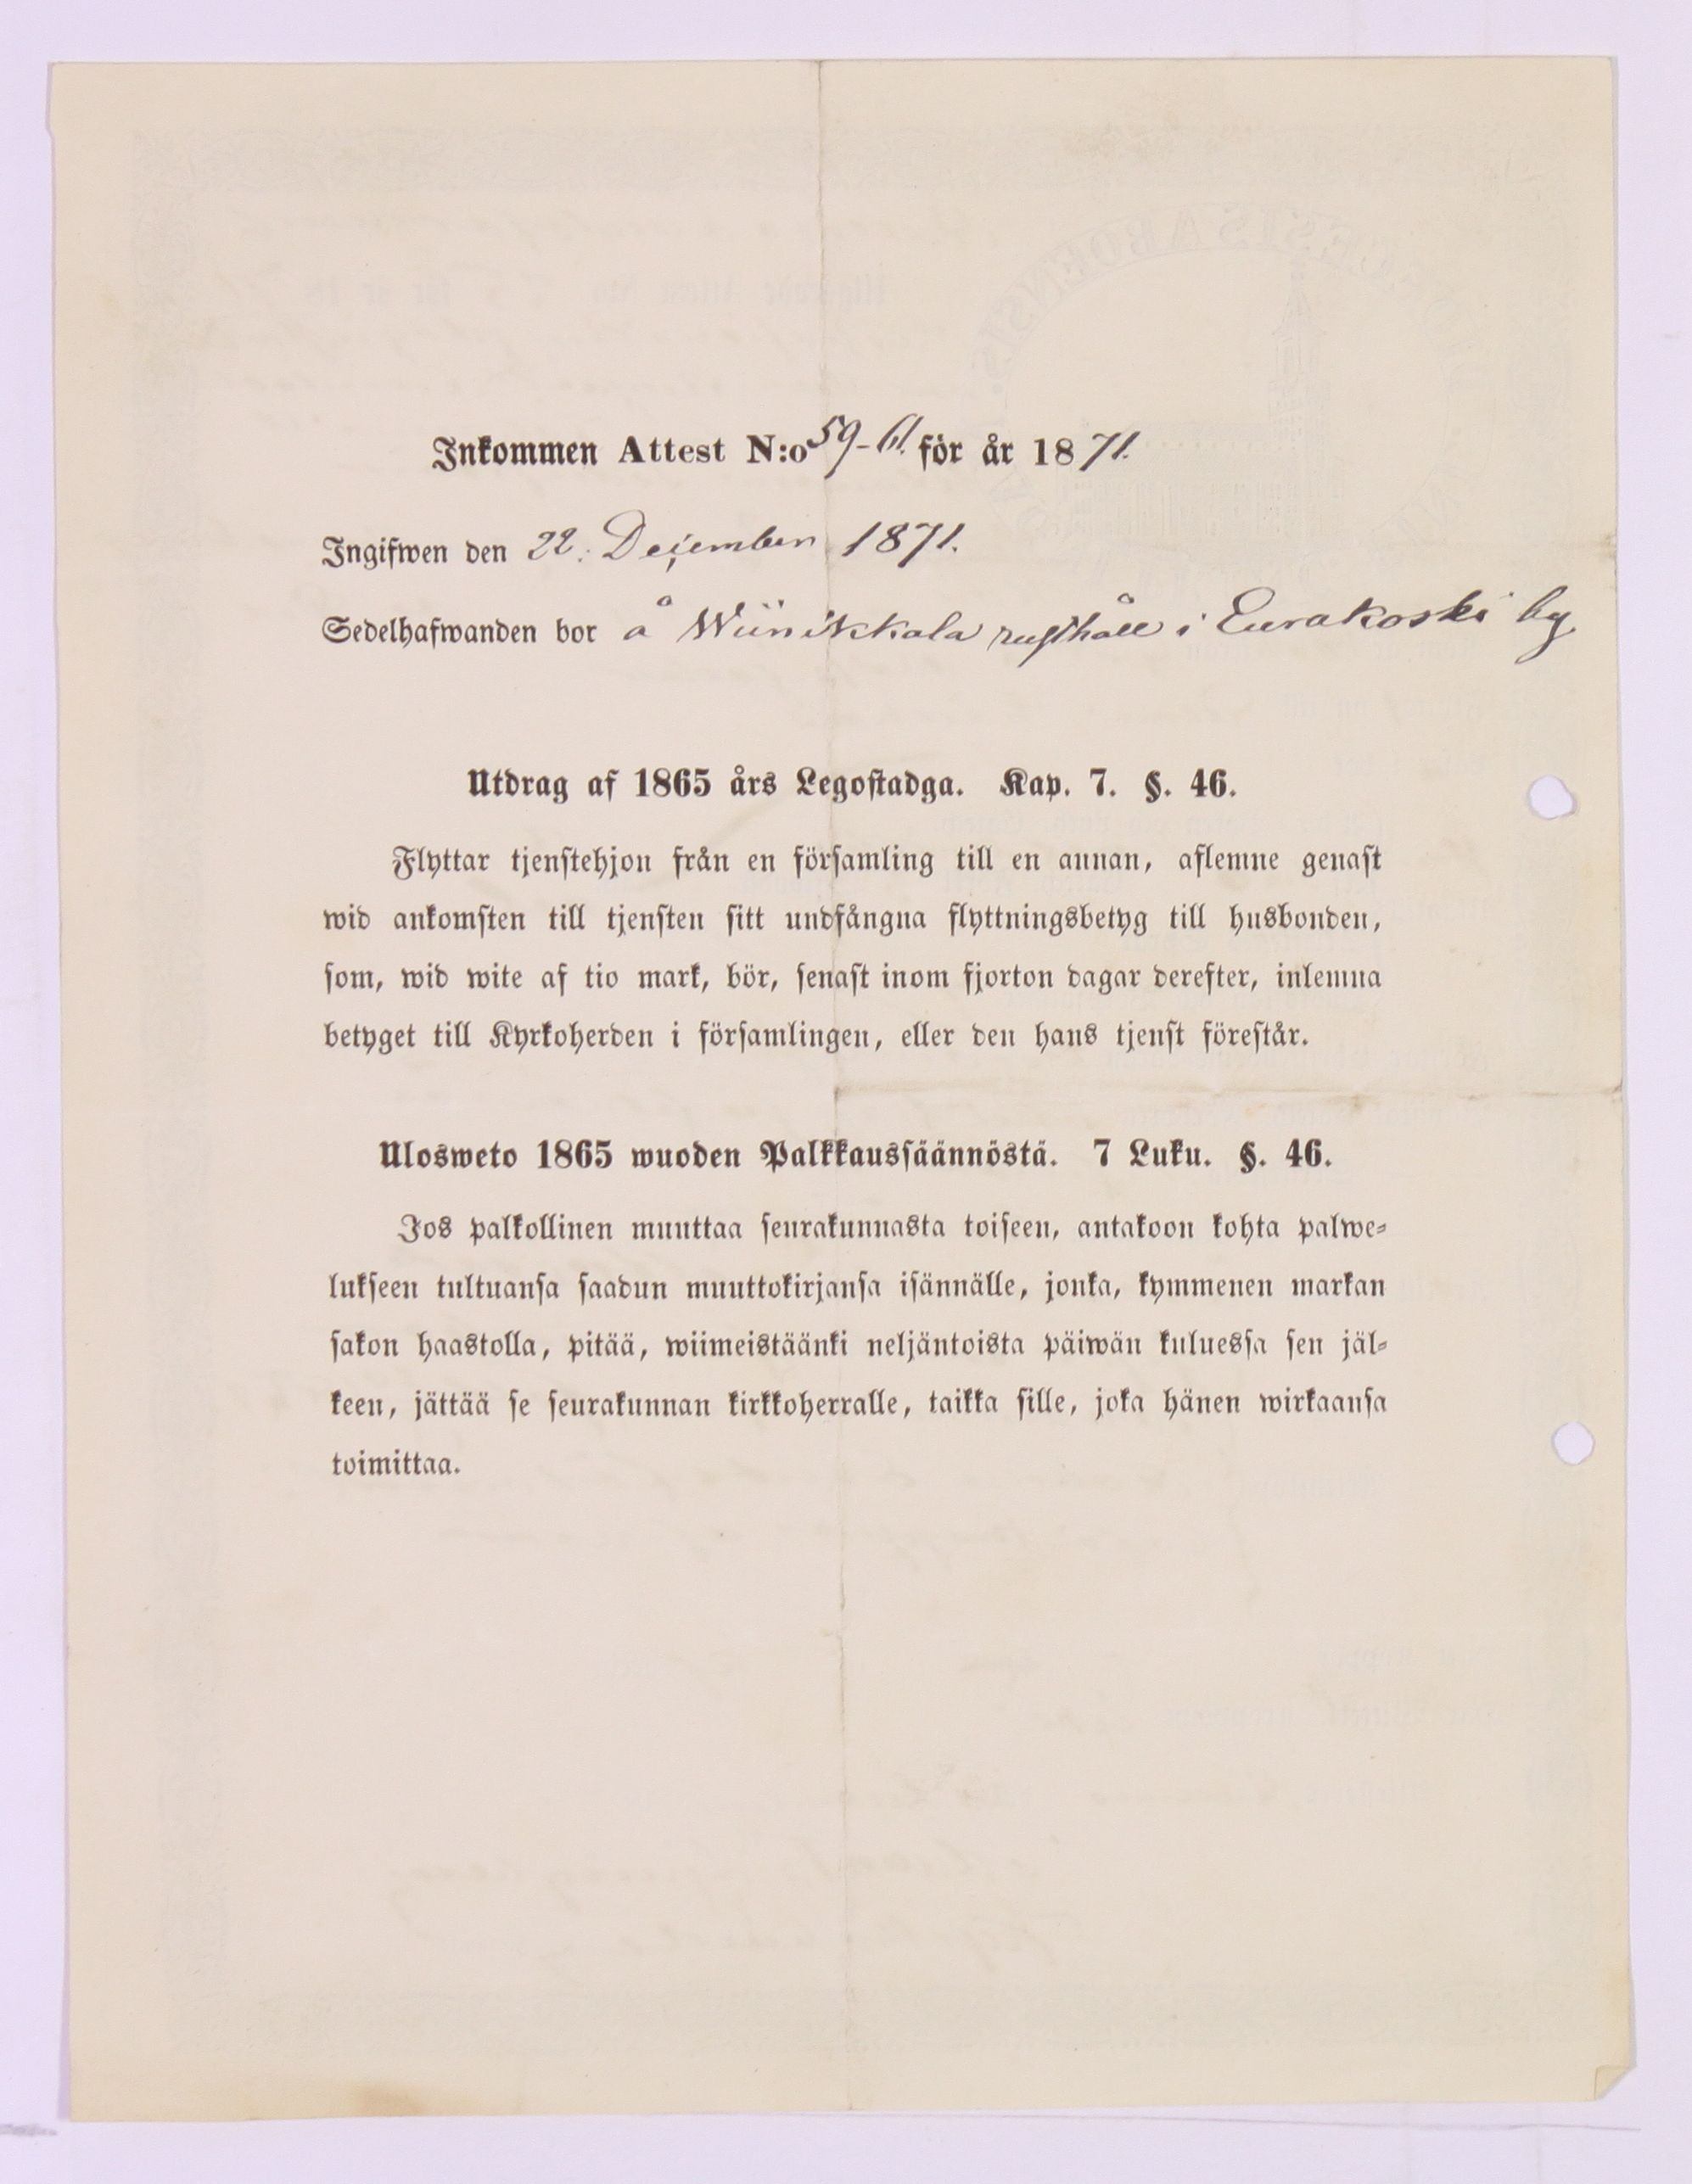 Inkommen Attest N:o 59-61. för år 1871.
Ingifwen den 22. December 1871.
Sedelhafwanden bor å Wiinikkala rusthåll i Eurakoski by
Utdrag af 1865 års Legostadga. Kap. 7. §. 46.
Flyttar tjenstehjon från en församling till en annan, aflemne genast
wid ankomsten till tjensten sitt undfångna flyttningsbetyg till husbonden,
som, wid wite af tio mark, bör, senast inom fjorton dagar derefter, inlemna
betyget till Kyrkoherden i församlingen, eller den hans tjenst förestår.
Ulosweto 1865 wuoden Palkkaussäännöstä. 7 Luku. §. 46.
Jos palkollinen muuttaa seurakunnasta toiseen, antakoon kohta palwe-
lukseen tultuansa saadun muuttokirjansa isännälle, jonka, kymmenen markan
sakon haastolla, pitää, wiimeistäänki neljäntoista päiwän kuluessa sen jäl-
keen, jättää se seurakunnan kirkkoherralle, taikka sille, joka hänen wirkaansa
toimittaa.